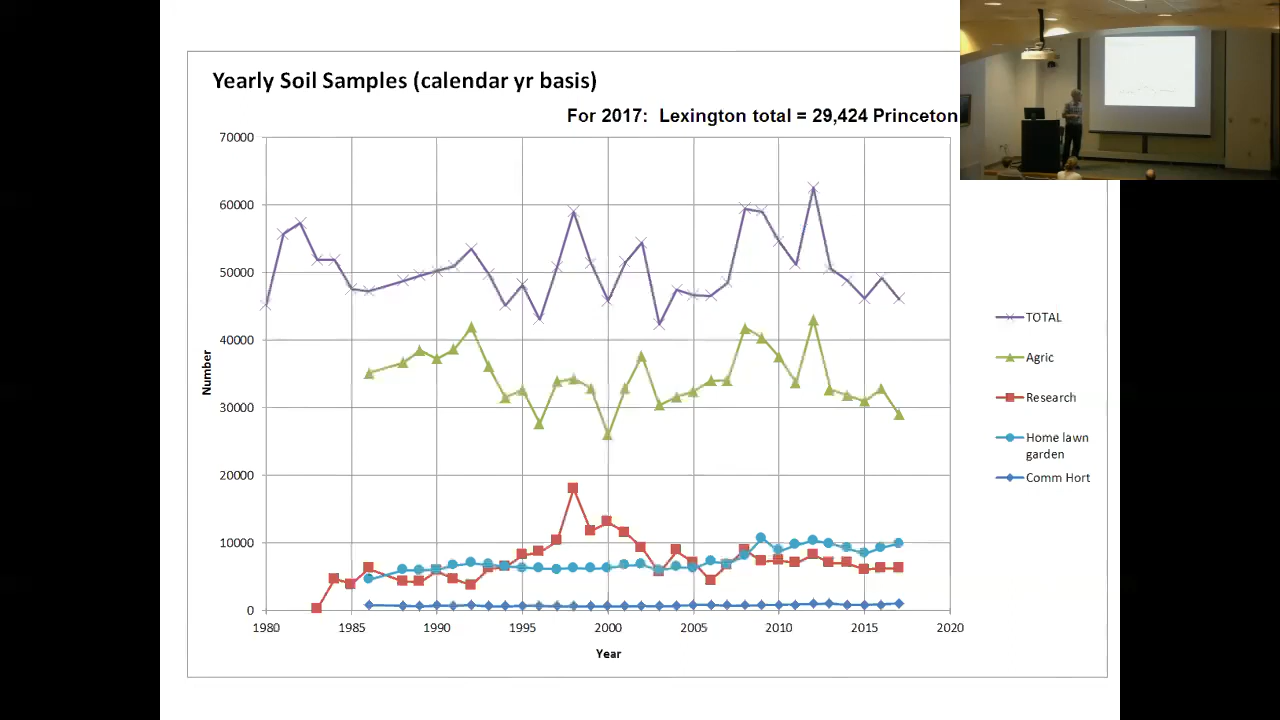 Yearly Soil Samples (calendar yr basis)
For 2017: Lexington total = 29,424 Princeton
70000
60000
50000
40000
30000
20000
10000
0
Number
1980 1985 1990 1995 2000 2005 2010 2015 2020
Year
TOTAL
Agric
Research
Home lawn
garden
Comm Hort